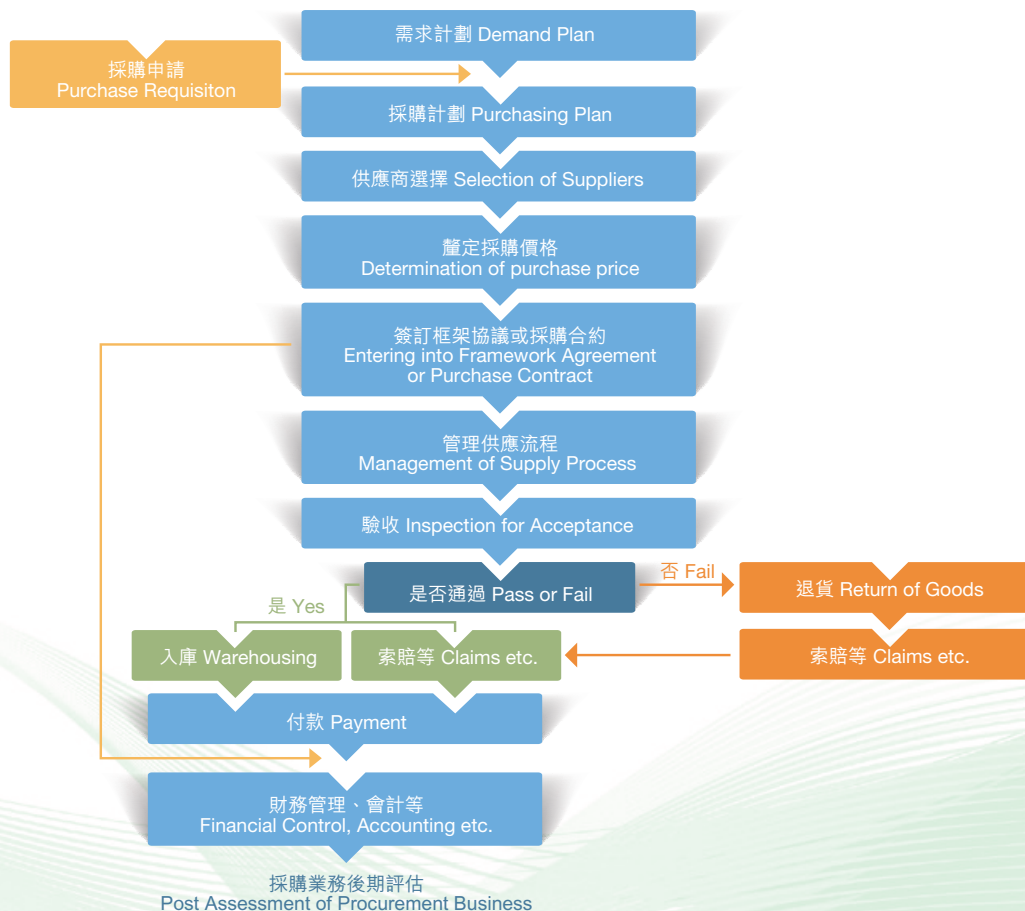 需求計劃 Demand Plan
採購申請
Purchase Requisiton
採購計劃 Purchasing Plan
供應商選擇 Selection of Suppliers
釐定採購價格
Determination of purchase price
簽訂框架協議或採購合約
Entering into Framework Agreement
or Purchase Contract
管理供應流程
Management of Supply Process
驗收 Inspection for Acceptance
是否通過 Pass or Fail
否 Fail
退貨 Return of Goods
是 Yes
入庫 Warehousing
索賠等 Claims etc.
索賠等 Claims etc.
付款 Payment
財務管理、會計等
Financial Control, Accounting etc.
採購業務後期評估
Post Assessment of Procurement Business